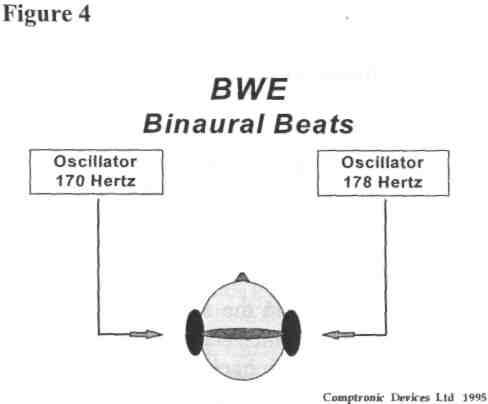 Figure 4
BWE
Binaural Beats
Oscillator
170 Hertz
Oscillator
178 Hertz
Comptronic Devices Ltd 1995